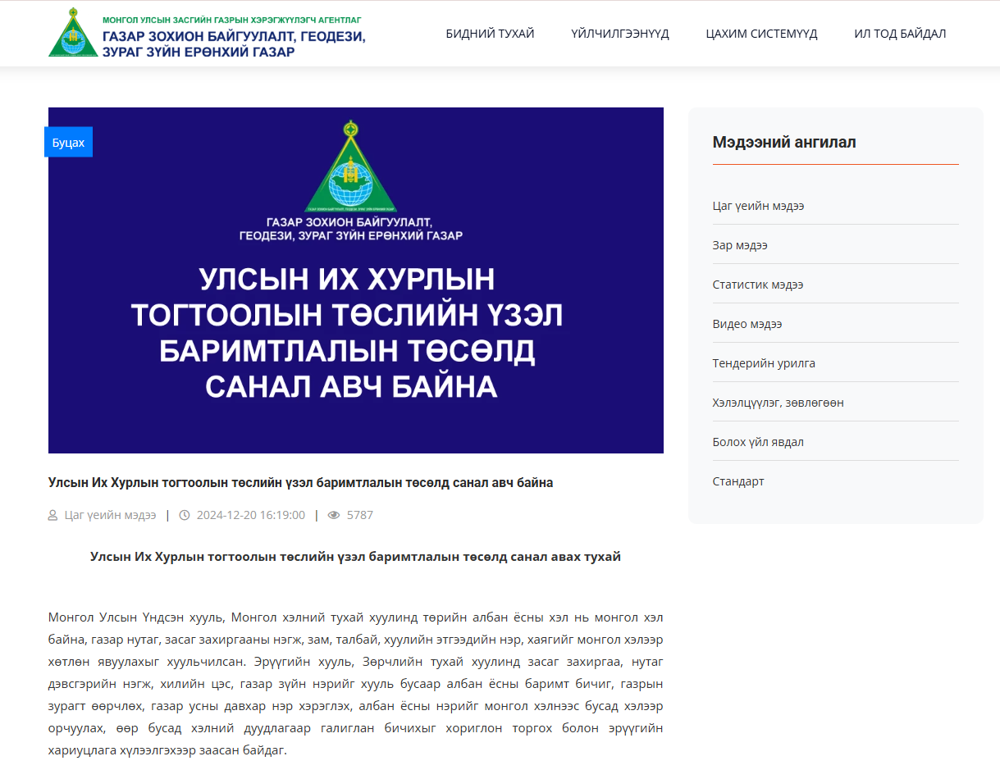 МОНГОЛ УЛСЫН ЗАСГИЙН ГАЗРЫН ХЭРЭГЖҮҮЛЭГЧ АГЕНТЛАГ
ГАЗАР ЗОХИОН БАЙГУУЛАЛТ, ГЕОДЕЗИ,
ЗУРАГ ЗҮЙН ЕРӨНХИЙ ГАЗАР
БИДНИЙ ТУХАЙ
ҮЙЛЧИЛГЭЭНҮҮД
ЦАХИМ СИСТЕМҮҮД
ИЛ ТОД БАЙДАЛ
Буцах
ГАЗАР ЗОХИОН БАЙГУУЛАЛТ,
ГЕОДЕЗИ, ЗУРАГ ЗҮЙН ЕРӨНХИЙ ГАЗАР
УЛСЫН ИХ ХУРЛЫН
ТОГТООЛЫН ТӨСЛИЙН ҮЗЭЛ
БАРИМТЛАЛЫН ТӨСӨЛД
САНАЛ АВЧ БАЙНА
Улсын Их Хурлын тогтоолын төслийн үзэл баримтлалын төсөлд санал авч байна
Цаг үеийн мэдээ | 2024-12-20 16:19:00 | 5787
Улсын Их Хурлын тогтоолын төслийн үзэл баримтлалын төсөлд санал авах тухай
Монгол Улсын Үндсэн хууль, Монгол хэлний тухай хуулинд төрийн албан ёсны хэл нь монгол хэл
байна, газар нутаг, засаг захиргааны нэгж, зам, талбай, хуулийн этгээдийн нэр, хаягийг монгол хэлээр
хөтлөн явуулахыг хуульчилсан. Эрүүгийн хууль, Зөрчлийн тухай хуулинд засаг захиргаа, нутаг
дэвсгэрийн нэгж, хилийн цэс, газар зүйн нэрийг хууль бусаар албан ёсны баримт бичиг, газрын
зурагт өөрчлөх, газар усны давхар нэр хэрэглэх, албан ёсны нэрийг монгол хэлнээс бусад хэлээр
орчуулах, өөр бусад хэлний дуудлагаар галиглан бичихыг хориглон торгох болон эрүүгийн
хариуцлага хүлээлгэхээр заасан байдаг.
Мэдээний ангилал
Цаг үеийн мэдээ
Зар мэдээ
Статистик мэдээ
Видео мэдээ
Тендерийн урилга
Хэлэлцүүлэг, зөвлөгөөн
Болох үйл явдал
Стандарт